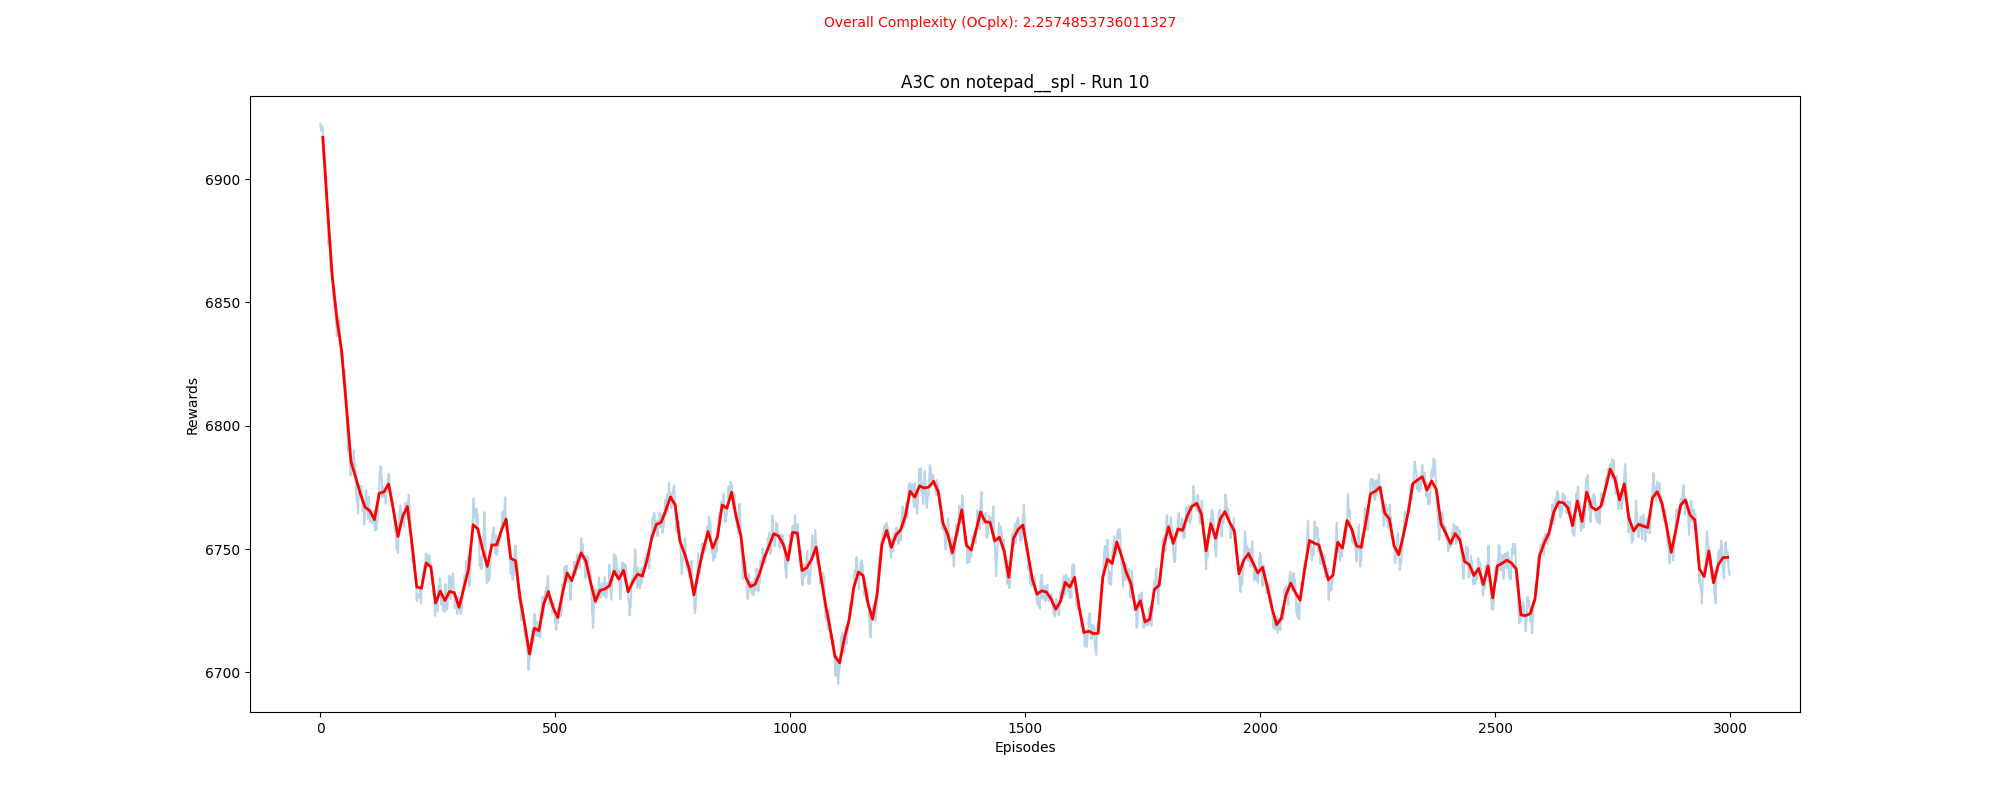 Overall Complexity (OCplx): 2.2574853736011327
A3C on notepad__spl - Run 10
6900
6850
6800
6750
6700
Rewards
0 500 1000 1500 2000 2500 3000
Episodes